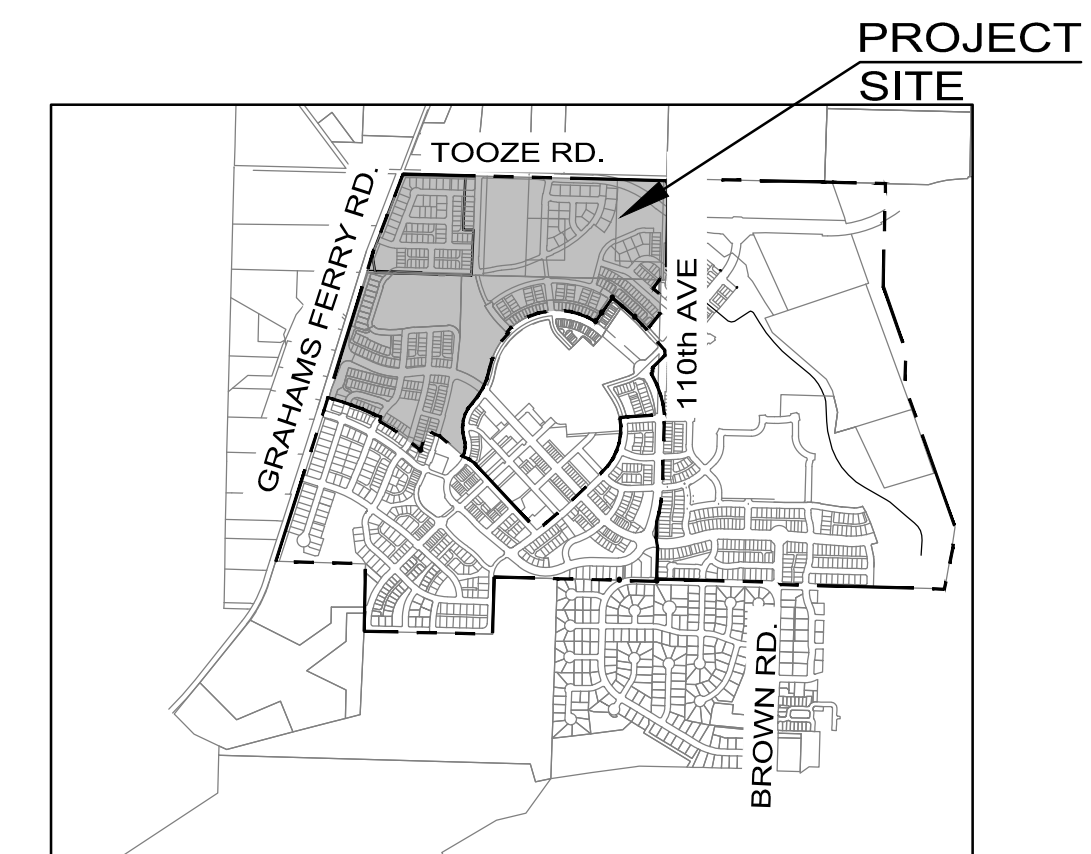 PROJECT
SITE
TOOZE RD.
GRAHAMS FERRY RD.
110th AVE
BROWN RD.